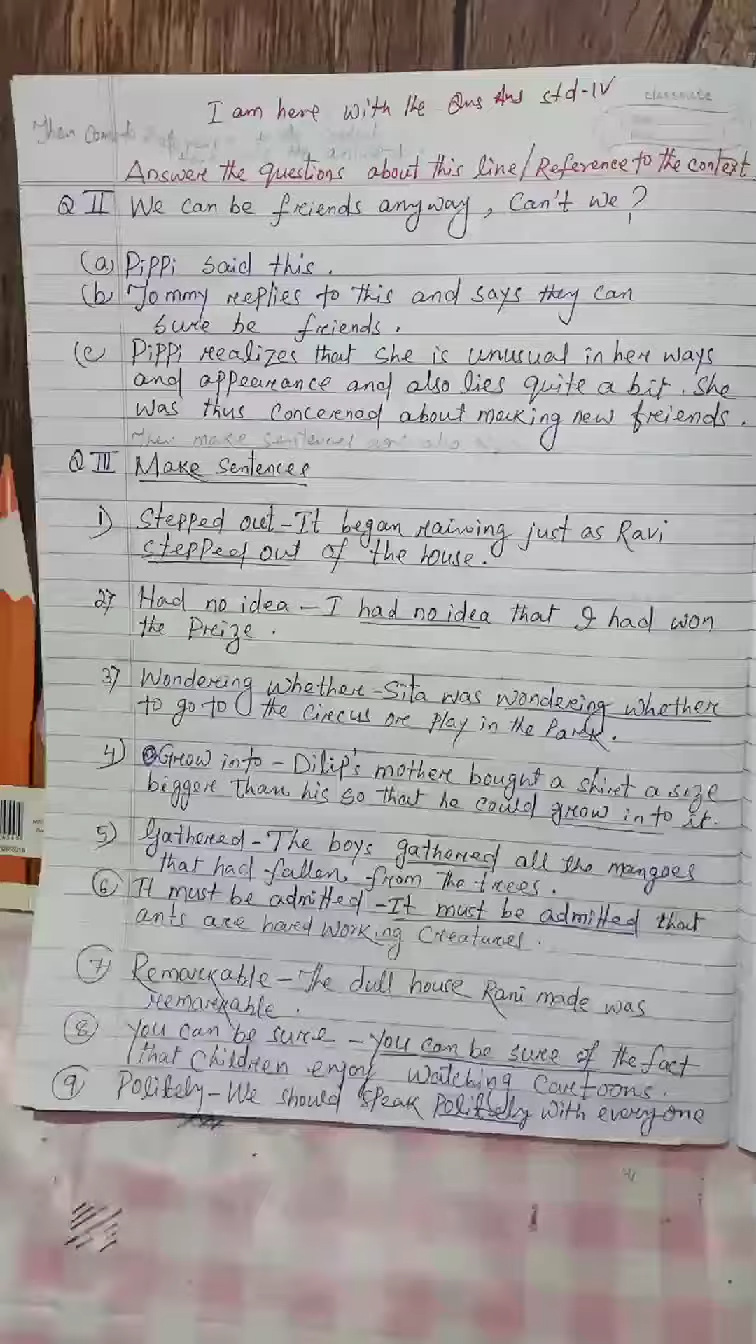 I am here with the Qns Ans std-IV
classmate
Answer the questions about this line/Reference to the context
Q II We can be friends anyway, Can't we?
(a) Pippi said this.
(b) Tommy replies to this and says they can
sure be friends.
(c) Pippi realizes that she is unusual in her ways
and appearance and also lies quite a bit. She
was thus concerenad about making new friends.
Then make sentences
Q III Make Sentences
1) Stepped out - It began raining just as Ravi
stepped out of the house.
2) Had no idea - I had no idea that I had won
the Prize.
3) Wondering whether - Sita was wondering whether
to go to the circus or play in the Park.
4) Grow into - Dilip's mother bought a shirt a size
bigger than his so that he could grow in to it.
5) Gathered - The boys gathered all the mangoes
that had fallen from the trees.
6 It must be admitted - It must be admitted that
ants are hard working creatures.
7 Remarkable - The dull house Rani made was
remarkable.
8 You can be sure - you can be sure of the fact
that children enjoy watching Cartoons.
9 Politely - We should speak politely with everyone